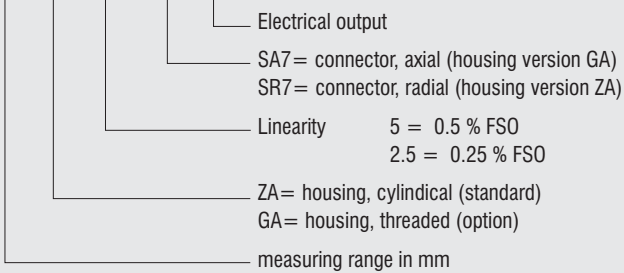 Electrical output
SA7= connector, axial (housing version GA)
SR7= connector, radial (housing version ZA)
Linearity 5 = 0.5 % FSO
2.5 = 0.25 % FSO
ZA= housing, cylindical (standard)
GA= housing, threaded (option)
measuring range in mm